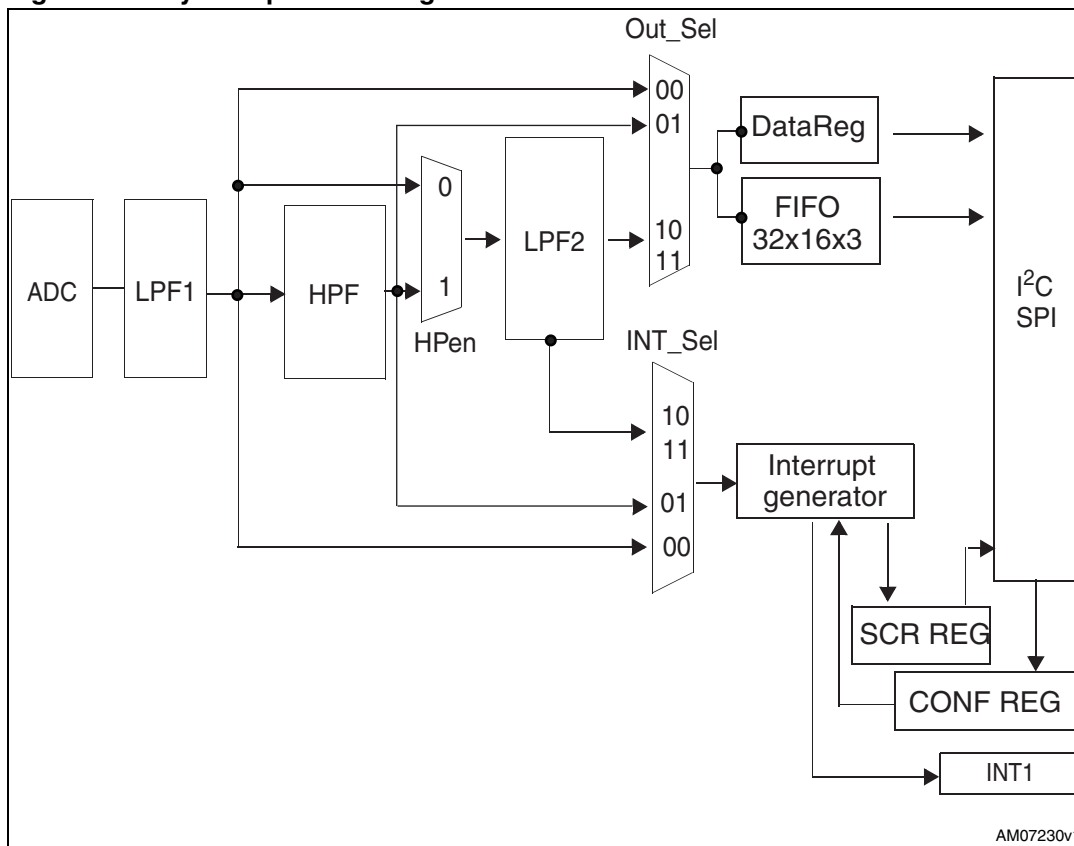 Out_Sel
00
01
10
11
DataReg
FIFO
32x16x3
I²C
SPI
ADC
LPF1
HPF
0
1
HPen
LPF2
INT_Sel
10
11
01
00
Interrupt
generator
SCR REG
CONF REG
INT1